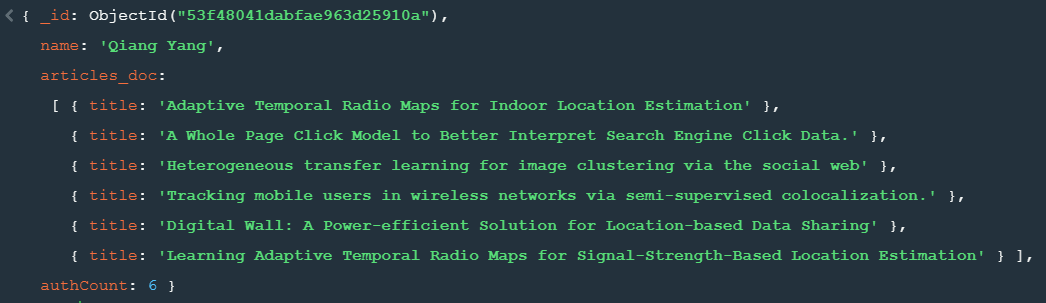 { _id: ObjectId("53f48041dabfae963d25910a"),
name: 'Qiang Yang',
articles_doc:
[ { title: 'Adaptive Temporal Radio Maps for Indoor Location Estimation' },
{ title: 'A Whole Page Click Model to Better Interpret Search Engine Click Data.' },
{ title: 'Heterogeneous transfer learning for image clustering via the social web' },
{ title: 'Tracking mobile users in wireless networks via semi-supervised colocalization.' },
{ title: 'Digital Wall: A Power-efficient Solution for Location-based Data Sharing' },
{ title: 'Learning Adaptive Temporal Radio Maps for Signal-Strength-Based Location Estimation' } ],
authCount: 6 }